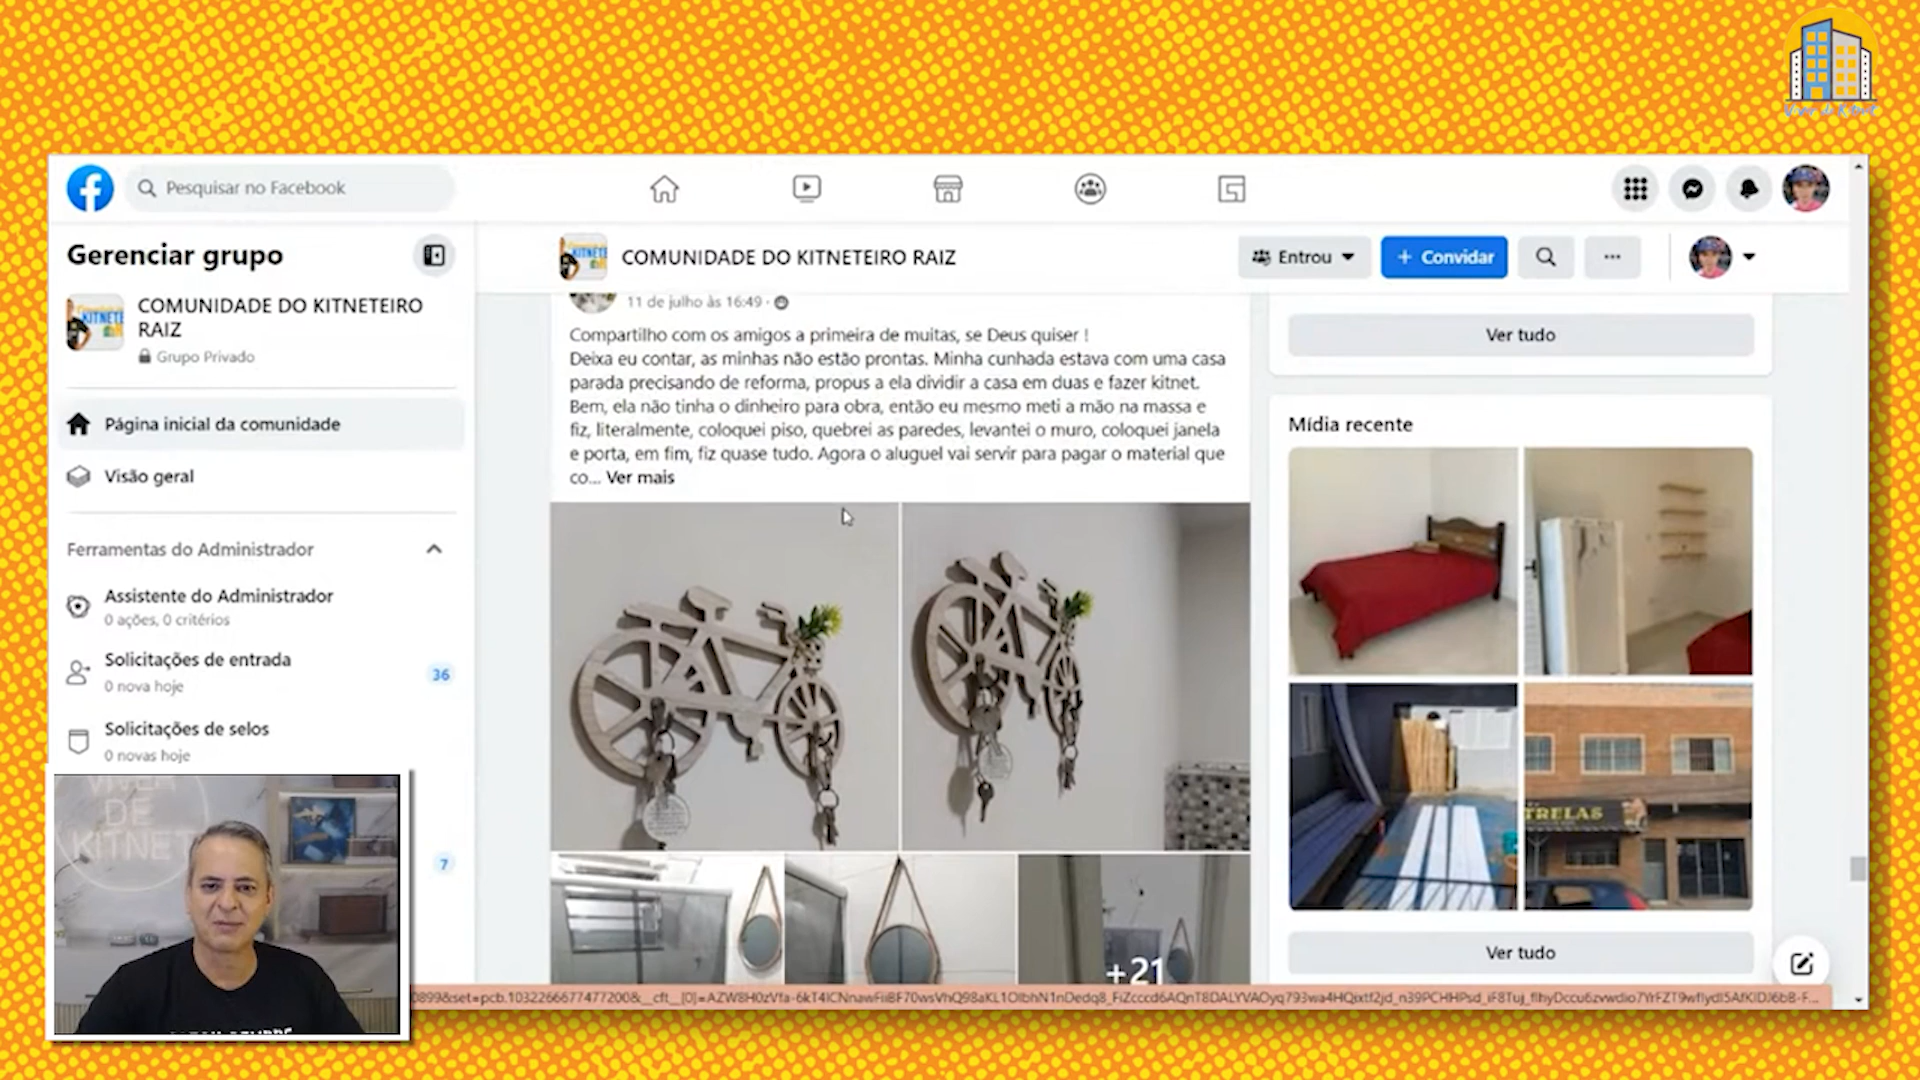 Viver de Kitnet
Pesquisar no Facebook
Gerenciar grupo
COMUNIDADE DO KITNETEIRO RAIZ
Entrou
+ Convidar
COMUNIDADE DO KITNETEIRO
RAIZ
Grupo Privado
Página inicial da comunidade
Visão geral
Ferramentas do Administrador
Assistente do Administrador
0 ações, 0 critérios
Solicitações de entrada
0 nova hoje
36
Solicitações de selos
0 novas hoje
7
11 de julho às 16:49
Compartilho com os amigos a primeira de muitas, se Deus quiser !
Deixa eu contar, as minhas não estão prontas. Minha cunhada estava com uma casa
parada precisando de reforma, propus a ela dividir a casa em duas e fazer kitnet.
Bem, ela não tinha o dinheiro para obra, então eu mesmo meti a mão na massa e
fiz, literalmente, coloquei piso, quebrei as paredes, levantei o muro, coloquei janela
e porta, em fim, fiz quase tudo. Agora o aluguel vai servir para pagar o material que
co... Ver mais
+21
Ver tudo
Mídia recente
TRELAS
Ver tudo
VIVER
DE
KITNET